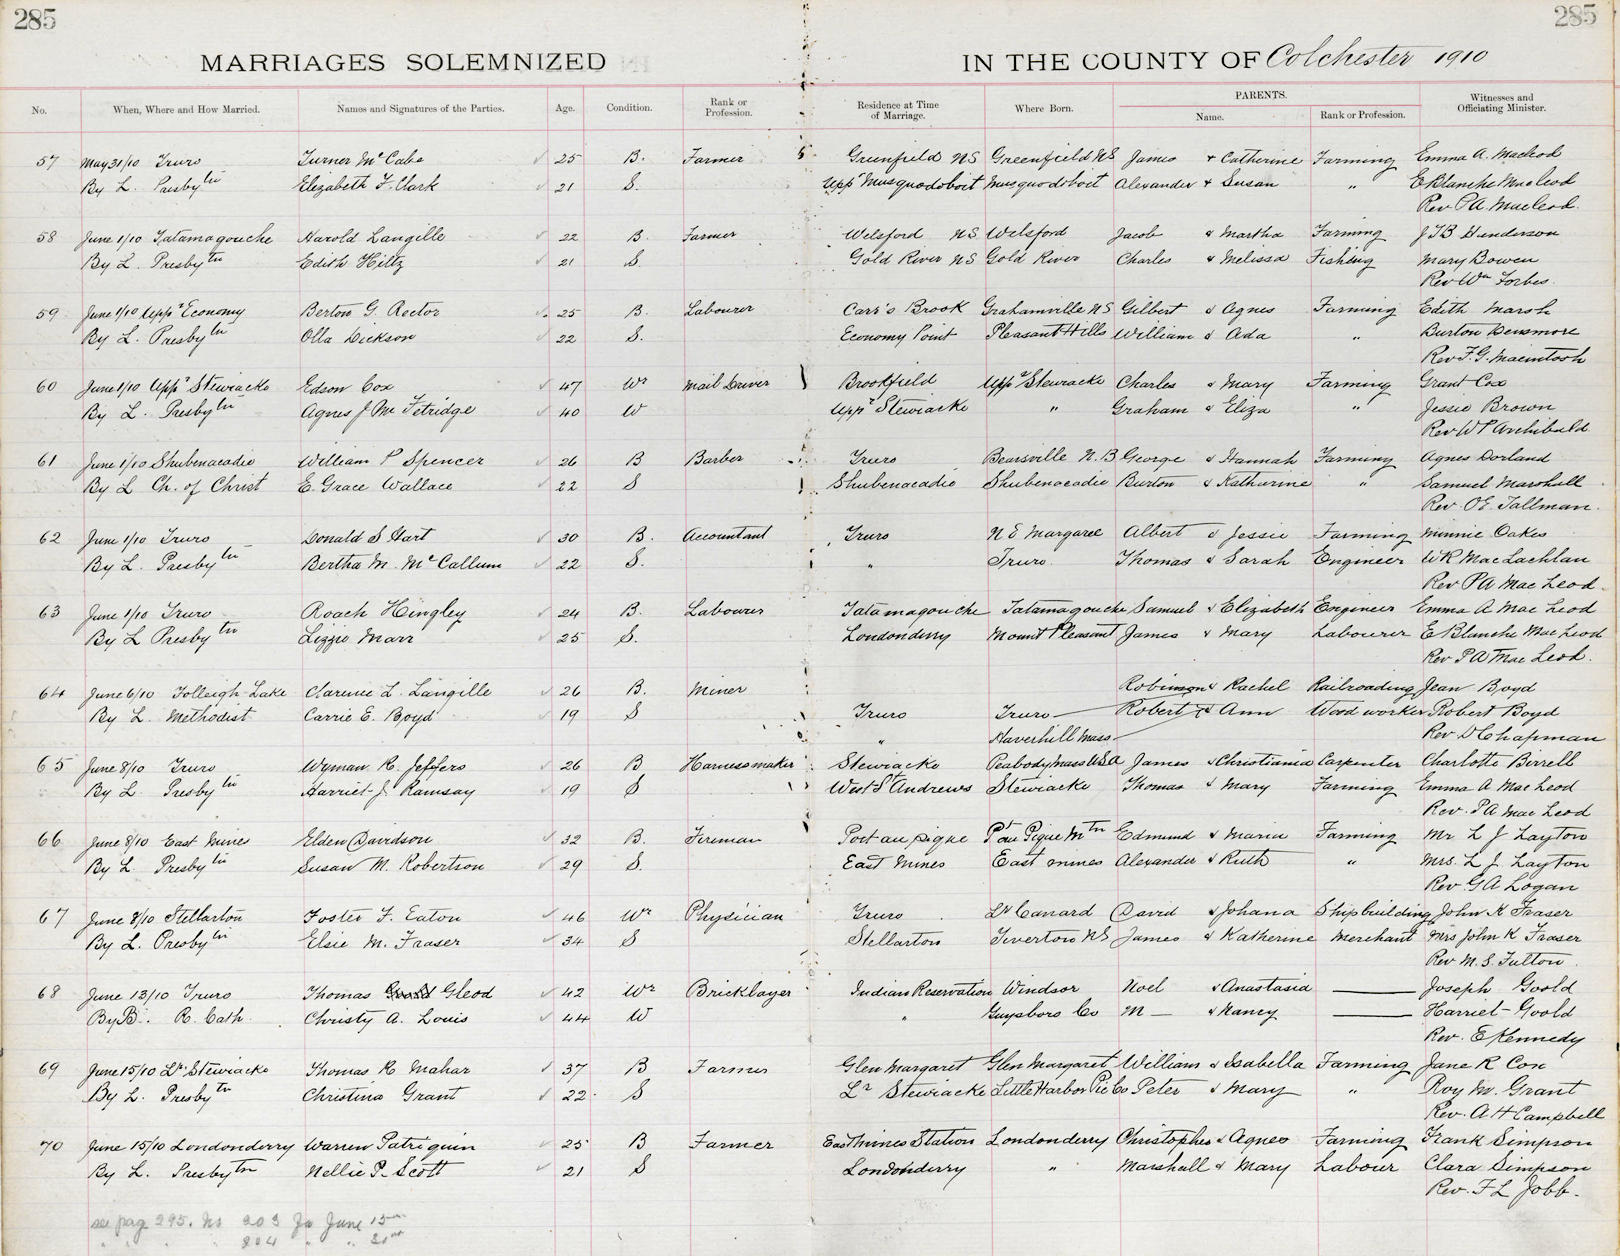 285 285
MARRIAGES SOLEMNIZED IN THE COUNTY OF Colchester 1910
No. When, Where and How Married. Names and Signatures of the Parties. Age. Condition. Rank or Profession. Residence at Time of Marriage. Where Born. PARENTS. Name. Rank or Profession. Witnesses and Officiating Minister.
57 May 31/10 Truro Turner McCabe 25 B. Farmer Greenfield NS Greenfield NS James & Catherine Farming Emma A. Macleod
By L. Presbytn Elizabeth F. Clark 21 S. Uppr Musquodoboit Musquodoboit Alexander & Susan " E Blanche MacLeod
Rev P A. Macleod.
58 June 1/10 Tatamagouche Harold Langille 22 B. Farmer Welsford NS Welsford Jacob & Martha Farming J T B Henderson
By L. Presbytn Edith Hiltz 21 S. Gold River NS Gold River Charles & Melissa Fishing Mary Bowen
Rev Wm Forbes.
59 June 1/10 Uppr Economy Berton G. Rector 25 B. Labourer Carr's Brook Grahamville NS Gilbert & Agnes Farming Edith Marsh
By L. Presbytn Olla Dickson 22 S. Economy Point Pleasant Hills William & Ada " Burton Densmore
Rev F. G. Macintosh
60 June 1/10 Uppr Stewiacke Edson Cox 47 Wr Mail Driver Brookfield Uppr Stewiacke Charles & Mary Farming Grant Cox
By L. Presbytn Agnes J McFetridge 40 W Uppr Stewiacke " Graham & Eliza " Jessie Brown
Rev W P Archibald
61 June 1/10 Shubenacadie William P Spencer 26 B Barber Truro Bearsville N.B George & Hannah Farming Agnes Dorland
By L Ch. of Christ E. Grace Wallace 22 S Shubenacadie Shubenacadie Burton & Katharine " Samuel Marshall
Rev. O E. Tallman.
62 June 1/10 Truro Donald S Hart 30 B. Accountant Truro N E Margaree Albert & Jessie Farming Minnie Oakes
By L. Presbytn Bertha M. McCallum 22 S. " Truro. Thomas & Sarah Engineer W R MacLachlan
Rev P A Mac Leod
63 June 1/10 Truro Roach Hingley 24 B. Labourer Tatamagouche Tatamagouche Samuel & Elizabeth Engineer Emma A Mac Leod
By L Presbytn Lizzie Marr 25 S. Londonderry Mount Pleasant James & Mary Labourer E Blanche MacLeod
Rev P A Mac Leod.
64 June 6/10 Folleigh Lake Clarence L. Langille 26 B. Miner Robinson & Rachel Railroading Jean Boyd
By L. Methodist Carrie E. Boyd 19 S Truro Truro Robert & Ann Wood worker Robert Boyd
" Haverhill Mass Rev D Chapman
65 June 8/10 Truro Wyman R. Jeffers 26 B Harnessmaker Stewiacke Peabody Mass USA James & Christiania Carpenter Charlotte Birrell
By L. Presbytn Harriet J. Ramsay 19 S West St Andrews Stewiacke Thomas & Mary Farming Emma A Mac Leod
Rev. P A Mac Leod
66 June 8/10 East Mines Elden Davidson 32 B. Fireman Port au pique Pt au Pique Mtn Edmund & Maria Farming Mr L J Layton
By L. Presbytn Susan M. Robertson 29 S. East Mines East Mines Alexander & Ruth " Mrs. L J. Layton
Rev G A Logan
67 June 8/10 Stellarton Foster F. Eaton 46 Wr Physician Truro Lr Canard David & Johana Shipbuilding John K Fraser
By L. Presbytn Elsie M. Fraser 34 S Stellarton Tiverton NS James & Katherine Merchant Mrs John K Fraser
Rev M. S. Fulton
68 June 13/10 Truro Thomas Gleod 42 Wr Bricklayer Indian Reservation Windsor Noel & Anastasia Joseph Goold
By B. R. Cath. Christy A. Louis 44 W " Guysboro Co M — & Nancy Harriet Goold
Rev. E Kennedy
69 June 15/10 Lr. Stewiacke Thomas R Mahar 37 B Farmer Glen Margaret Glen Margaret William & Isabella Farming Jane R Cox
By L. Presbytn Christina Grant 22 S Lr Stewiacke Little Harbor Pic Co Peter & Mary " Roy M. Grant
Rev. A H Campbell
70 June 15/10 Londonderry Warren Patriquin 25 B Farmer East Mines Station Londonderry Christopher & Agnes Farming Frank Simpson
By L. Presbytn Nellie P. Scott 21 S Londonderry " Marshall & Mary Labour Clara Simpson
Rev. F L Jobb.
see pag 295. No 203 for June 15th
" " " 204 " " 21st